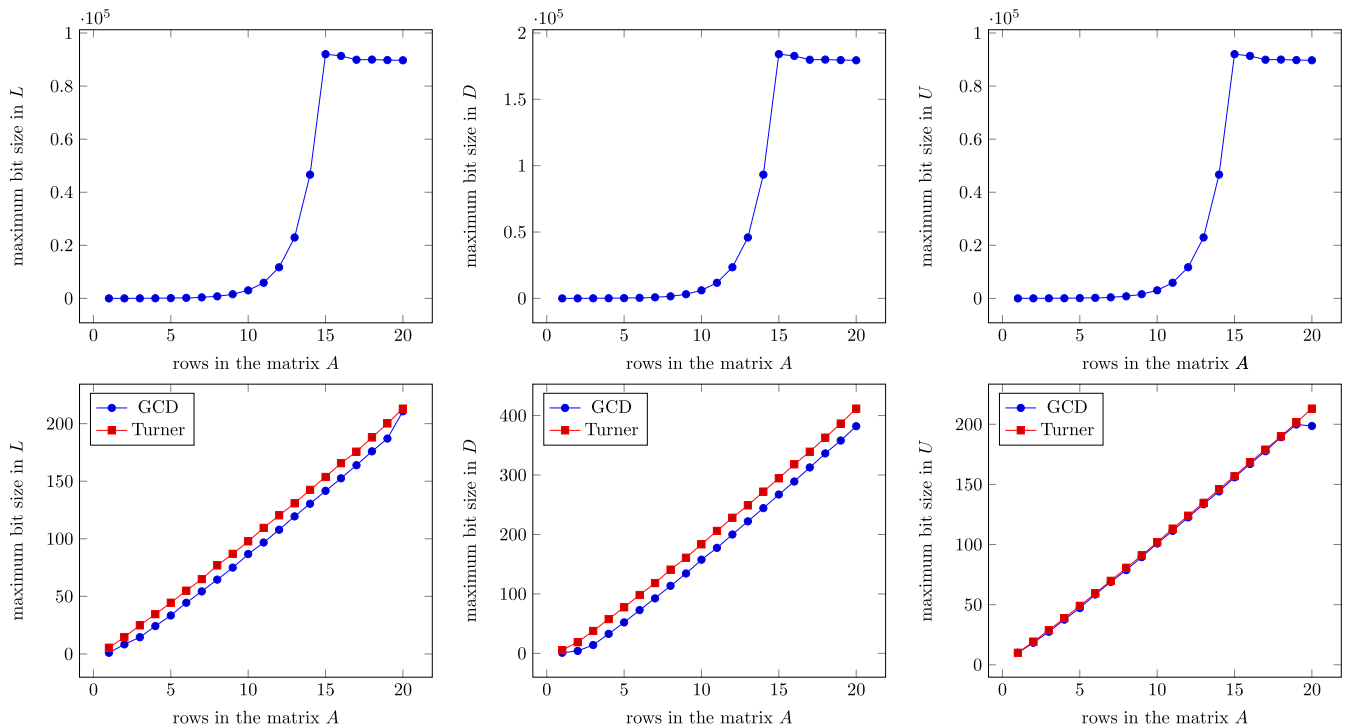 ·10⁵
1
0.8
0.6
0.4
0.2
0
0 5 10 15 20
rows in the matrix A
maximum bit size in L
·10⁵
2
1.5
1
0.5
0
0 5 10 15 20
rows in the matrix A
maximum bit size in D
·10⁵
1
0.8
0.6
0.4
0.2
0
0 5 10 15 20
rows in the matrix A
maximum bit size in U
GCD
Turner
200
150
100
50
0
0 5 10 15 20
rows in the matrix A
maximum bit size in L
GCD
Turner
400
300
200
100
0
0 5 10 15 20
rows in the matrix A
maximum bit size in D
GCD
Turner
200
150
100
50
0
0 5 10 15 20
rows in the matrix A
maximum bit size in U